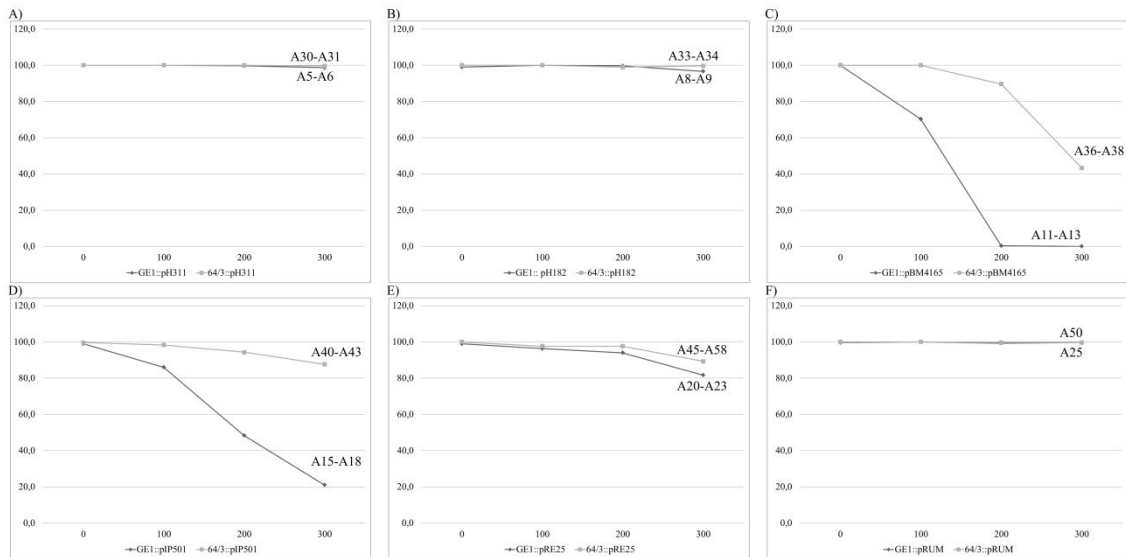 A)
120,0
100,0
80,0
60,0
40,0
20,0
0,0
A30-A31
A5-A6
0 100 200 300
GE1::pH311 64/3::pH311
B)
120,0
100,0
80,0
60,0
40,0
20,0
0,0
A33-A34
A8-A9
0 100 200 300
GE1:: pH182 64/3::pH182
C)
120,0
100,0
80,0
60,0
40,0
20,0
0,0
A36-A38
A11-A13
0 100 200 300
GE1::pBM4165 64/3::pBM4165
D)
120,0
100,0
80,0
60,0
40,0
20,0
0,0
A40-A43
A15-A18
0 100 200 300
GE1::pIP501 64/3::pIP501
E)
120,0
100,0
80,0
60,0
40,0
20,0
0,0
A45-A58
A20-A23
0 100 200 300
GE1::pRE25 64/3::pRE25
F)
120,0
100,0
80,0
60,0
40,0
20,0
0,0
A50
A25
0 100 200 300
GE1::pRUM 64/3::pRUM